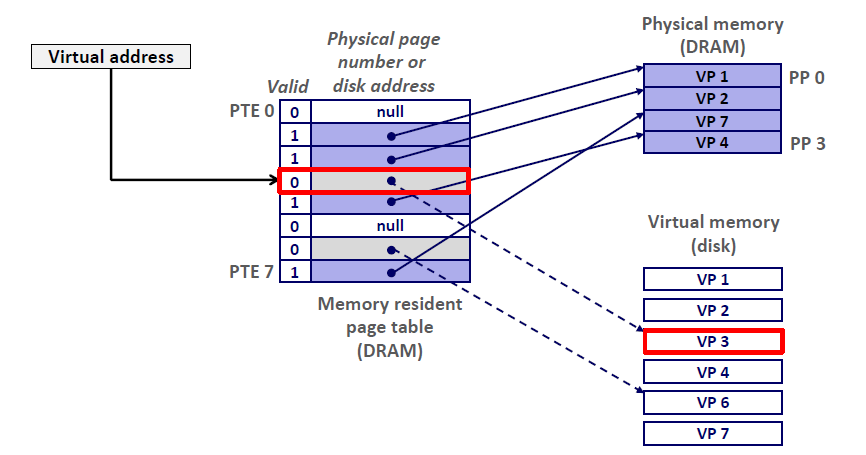 Virtual address
Physical page
number or
disk address
Valid
PTE 0
0 null
1
1
0
1
0 null
0
PTE 7 1
Memory resident
page table
(DRAM)
Physical memory
(DRAM)
VP 1 PP 0
VP 2
VP 7
VP 4 PP 3
Virtual memory
(disk)
VP 1
VP 2
VP 3
VP 4
VP 6
VP 7